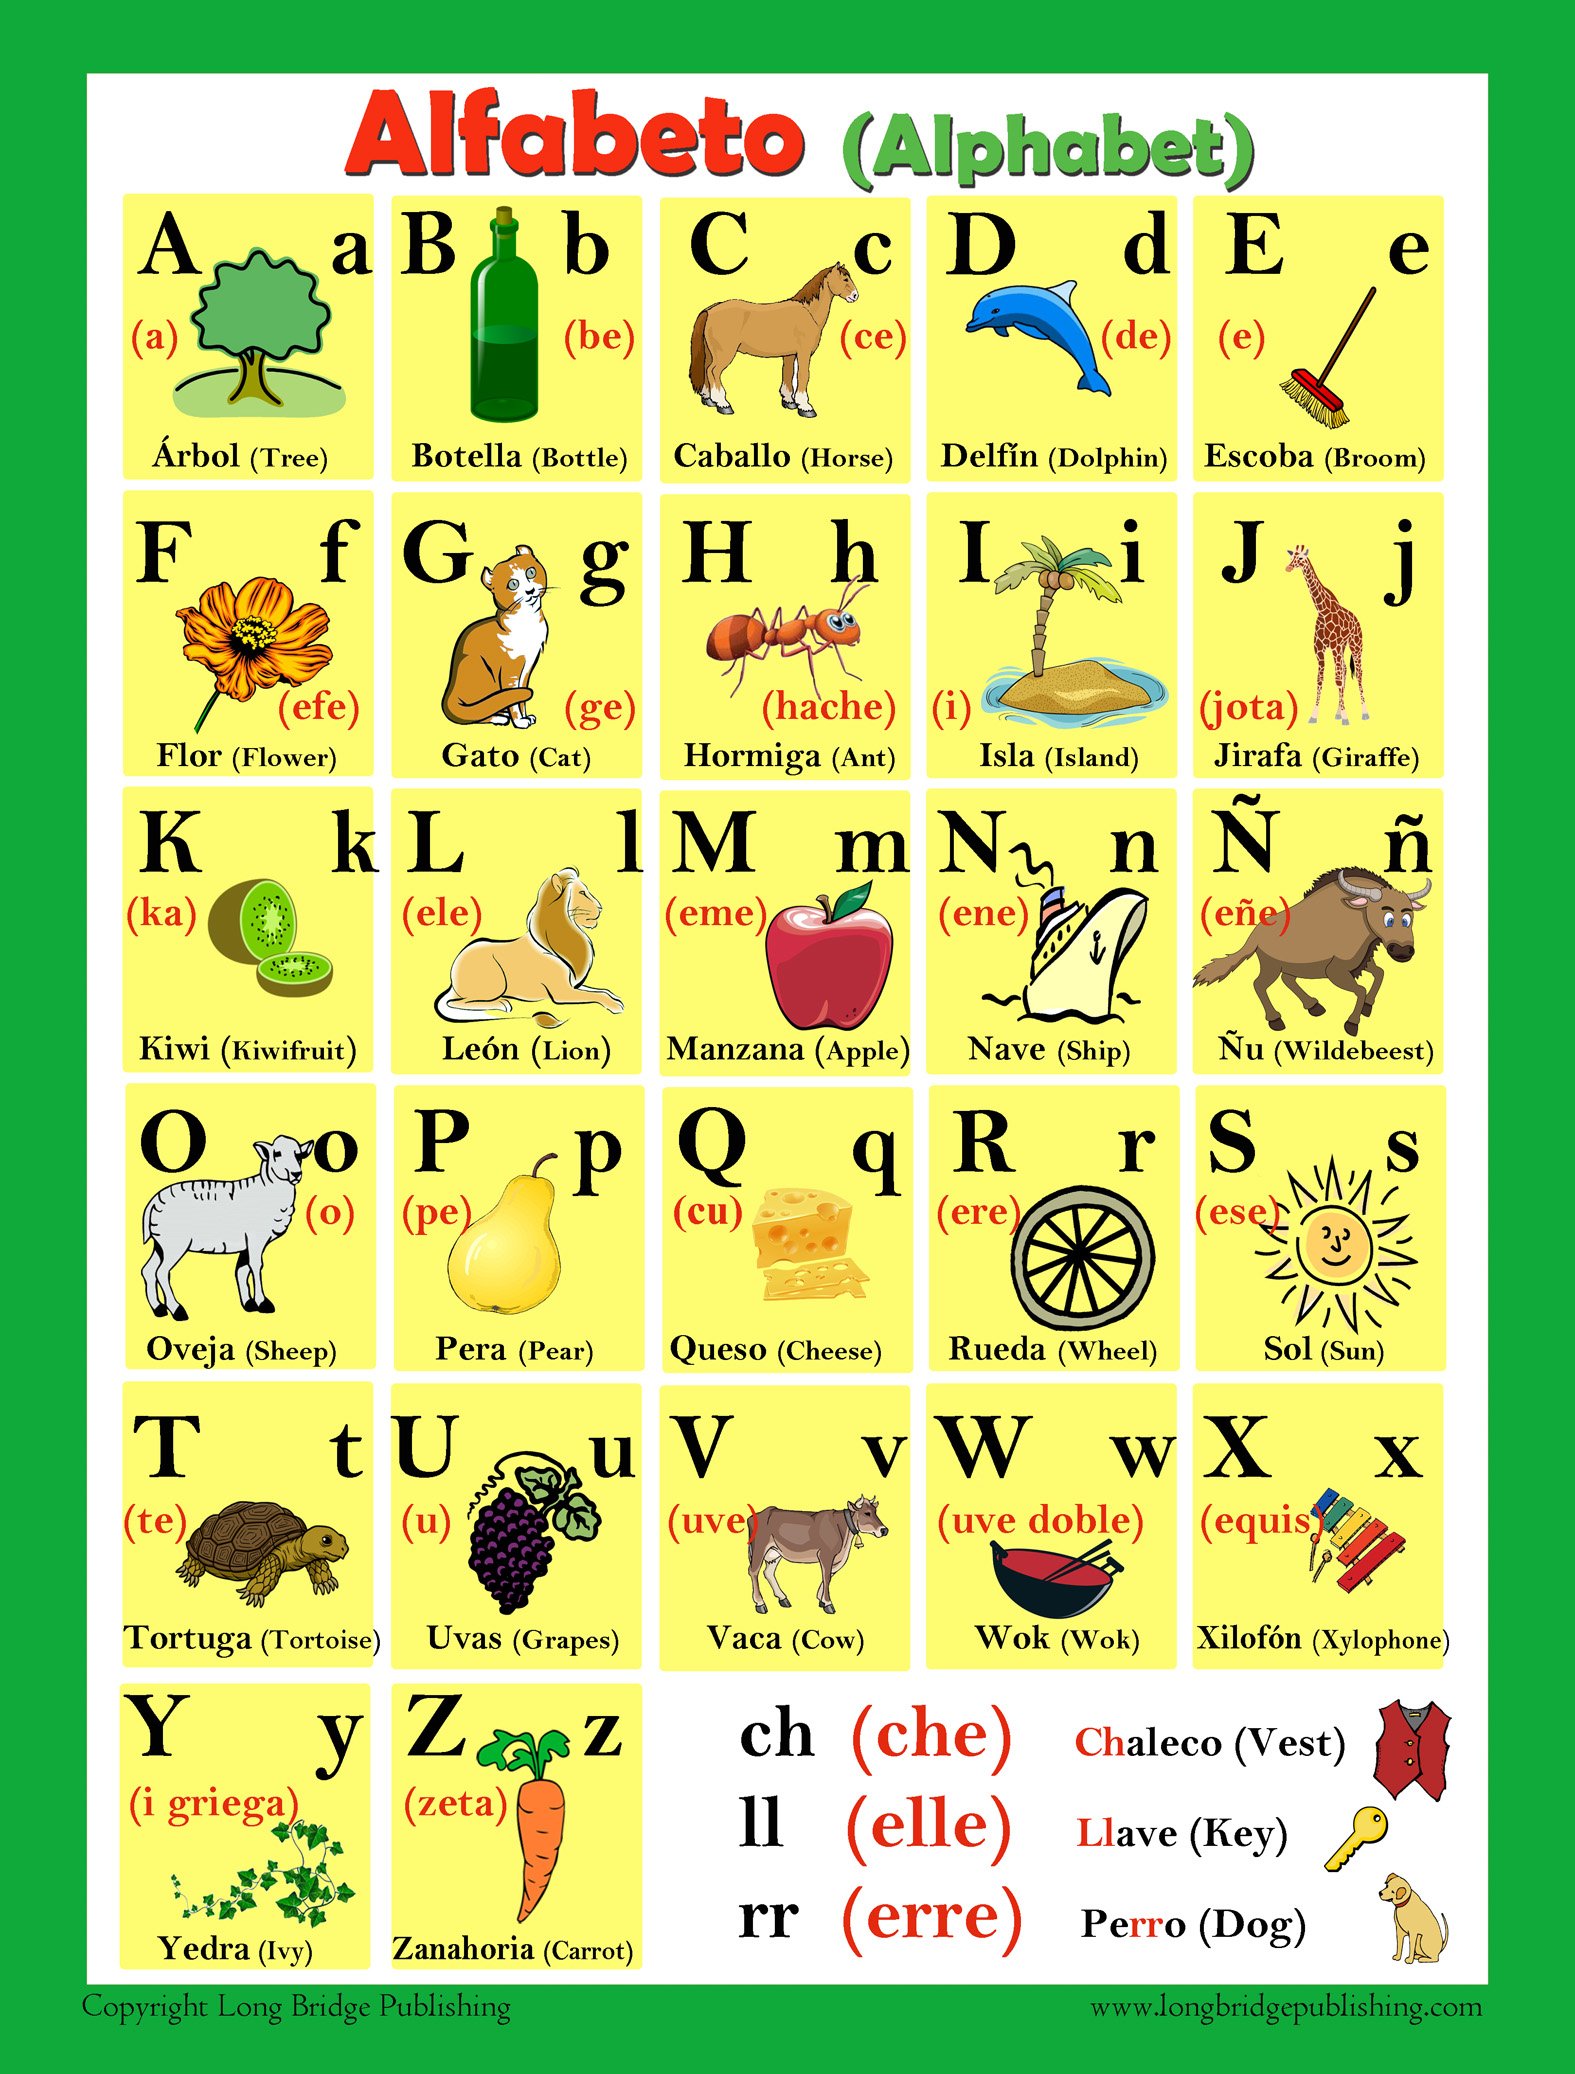 Alfabeto (Alphabet)
A a
(a)
Árbol (Tree)
B b
(be)
Botella (Bottle)
C c
(ce)
Caballo (Horse)
D d
(de)
Delfín (Dolphin)
E e
(e)
Escoba (Broom)
F f
(efe)
Flor (Flower)
G g
(ge)
Gato (Cat)
H h
(hache)
Hormiga (Ant)
I i
(i)
Isla (Island)
J j
(jota)
Jirafa (Giraffe)
K k
(ka)
Kiwi (Kiwifruit)
L l
(ele)
León (Lion)
M m
(eme)
Manzana (Apple)
N n
(ene)
Nave (Ship)
Ñ ñ
(eñe)
Ñu (Wildebeest)
O o
(o)
Oveja (Sheep)
P p
(pe)
Pera (Pear)
Q q
(cu)
Queso (Cheese)
R r
(ere)
Rueda (Wheel)
S s
(ese)
Sol (Sun)
T t
(te)
Tortuga (Tortoise)
U u
(u)
Uvas (Grapes)
V v
(uve)
Vaca (Cow)
W w
(uve doble)
Wok (Wok)
X x
(equis)
Xilofón (Xylophone)
Y y
(i griega)
Yedra (Ivy)
Z z
(zeta)
Zanahoria (Carrot)
ch (che) Chaleco (Vest)
ll (elle) Llave (Key)
rr (erre) Perro (Dog)
Copyright Long Bridge Publishing
www.longbridgepublishing.com